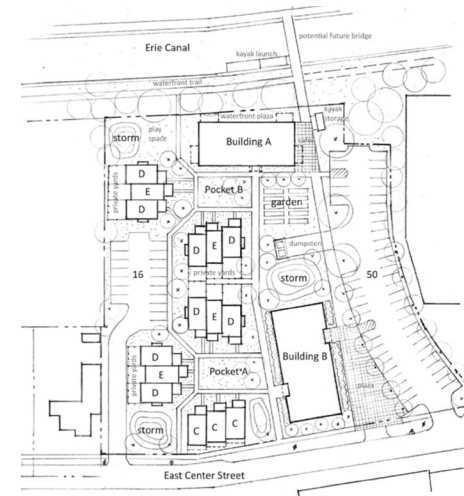 potential future bridge
Erie Canal
kayak launch
waterfront trail
waterfront plaza
kayak
storage
play
space
storm
Building A
cafe
D
E
D
private yards
Pocket B
garden
D
E
D
dumpsters
private yards
16
storm
50
D
E
D
Building B
D
E
D
private yards
Pocket A
plaza
storm
C
C
C
East Center Street